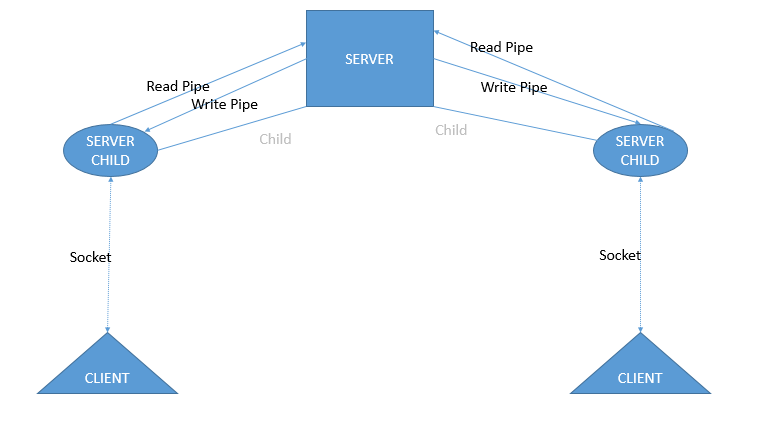 SERVER
Read Pipe
Write Pipe
Read Pipe
Write Pipe
Child
Child
SERVER
CHILD
SERVER
CHILD
Socket
Socket
CLIENT
CLIENT